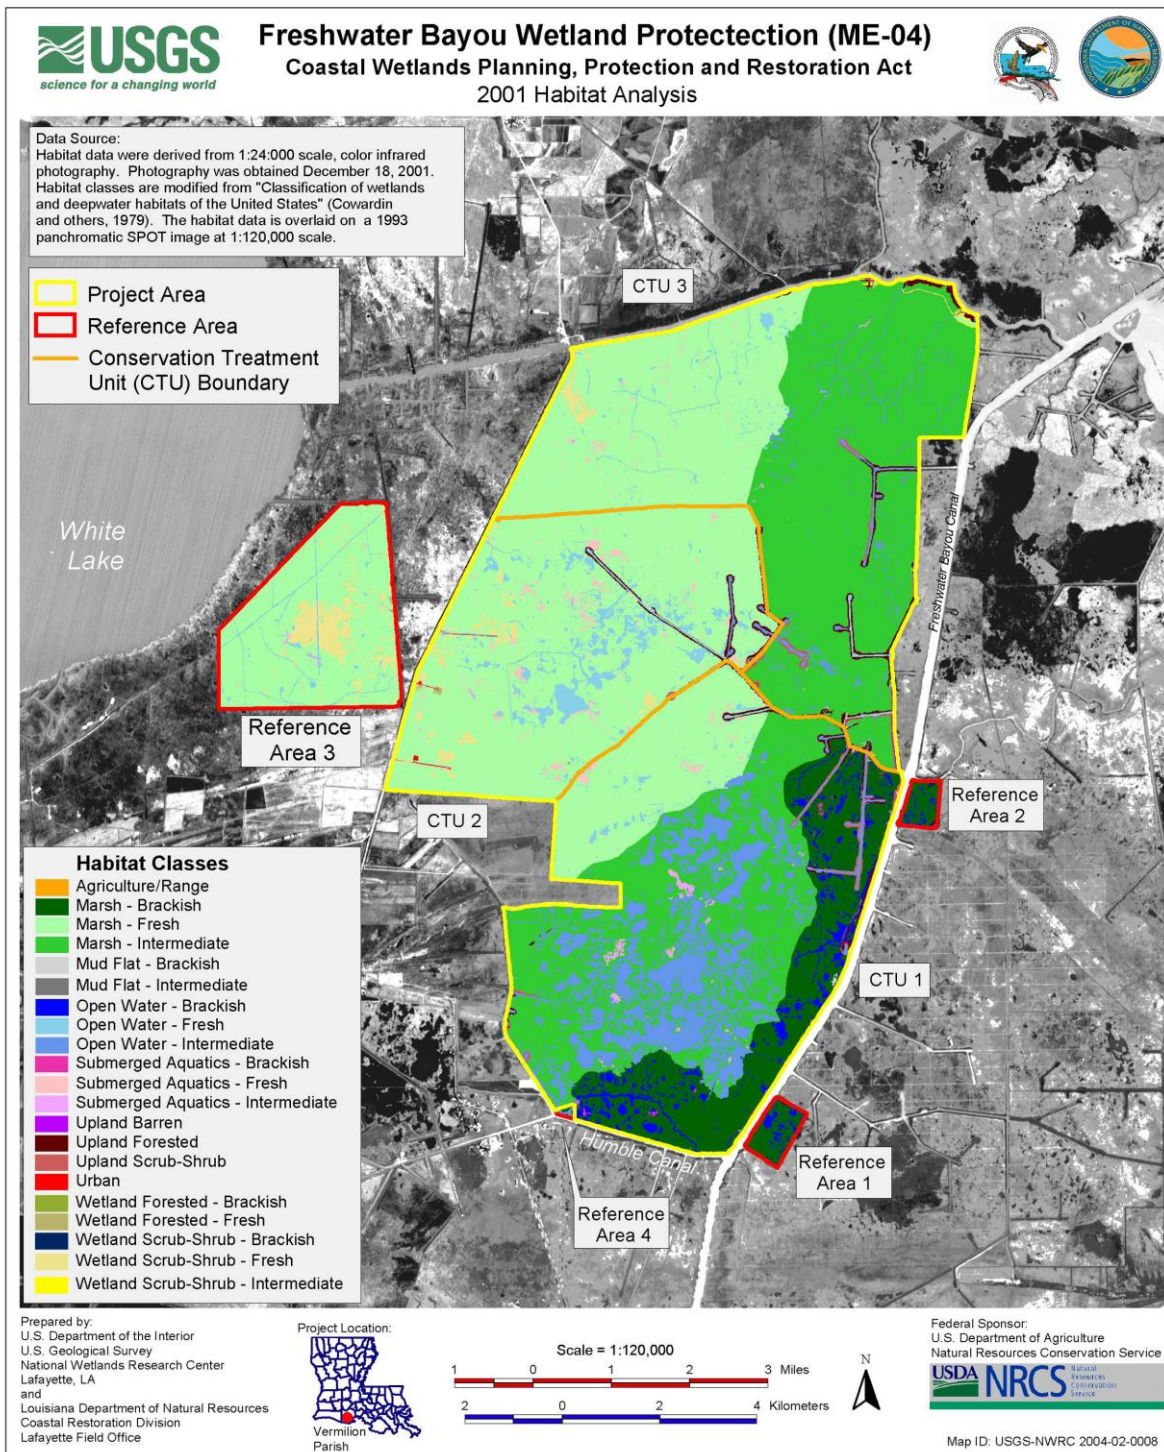 USGS
science for a changing world
Freshwater Bayou Wetland Protectection (ME-04)
Coastal Wetlands Planning, Protection and Restoration Act
2001 Habitat Analysis
Data Source:
Habitat data were derived from 1:24:000 scale, color infrared
photography. Photography was obtained December 18, 2001.
Habitat classes are modified from "Classification of wetlands
and deepwater habitats of the United States" (Cowardin
and others, 1979). The habitat data is overlaid on a 1993
panchromatic SPOT image at 1:120,000 scale.
Project Area
Reference Area
Conservation Treatment
Unit (CTU) Boundary
CTU 3
White
Lake
Freshwater Bayou Canal
Reference
Area 3
CTU 2
Reference
Area 2
CTU 1
Humble Canal
Reference
Area 1
Reference
Area 4
Habitat Classes
Agriculture/Range
Marsh - Brackish
Marsh - Fresh
Marsh - Intermediate
Mud Flat - Brackish
Mud Flat - Intermediate
Open Water - Brackish
Open Water - Fresh
Open Water - Intermediate
Submerged Aquatics - Brackish
Submerged Aquatics - Fresh
Submerged Aquatics - Intermediate
Upland Barren
Upland Forested
Upland Scrub-Shrub
Urban
Wetland Forested - Brackish
Wetland Forested - Fresh
Wetland Scrub-Shrub - Brackish
Wetland Scrub-Shrub - Fresh
Wetland Scrub-Shrub - Intermediate
Prepared by:
U.S. Department of the Interior
U.S. Geological Survey
National Wetlands Research Center
Lafayette, LA
and
Louisiana Department of Natural Resources
Coastal Restoration Division
Lafayette Field Office
Project Location:
Vermilion
Parish
Scale = 1:120,000
1 0 1 2 3 Miles
2 0 2 4 Kilometers
N
Federal Sponsor:
U.S. Department of Agriculture
Natural Resources Conservation Service
USDA
NRCS
Natural
Resources
Conservation
Service
Map ID: USGS-NWRC 2004-02-0008